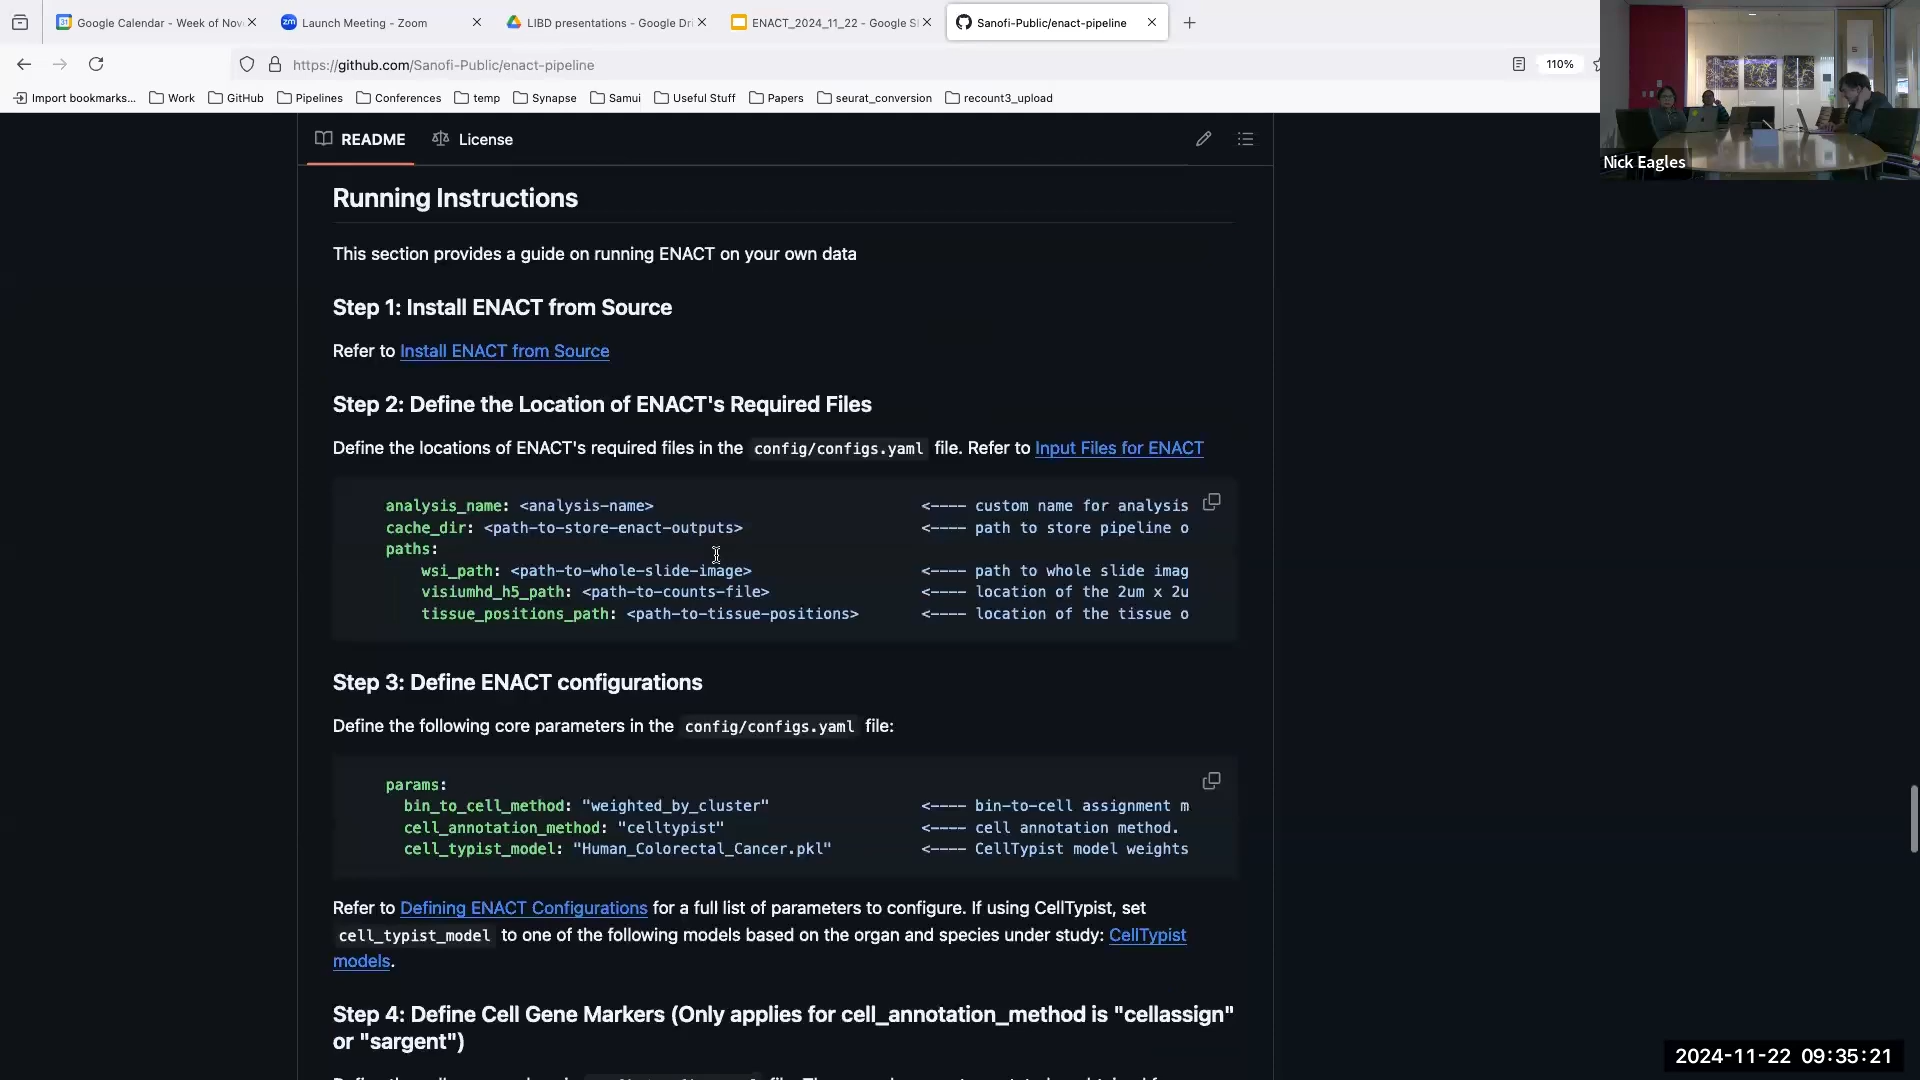 Google Calendar - Week of Nov
Launch Meeting - Zoom
LIBD presentations - Google Dri
ENACT_2024_11_22 - Google Sl
Sanofi-Public/enact-pipeline
https://github.com/Sanofi-Public/enact-pipeline
110%
Import bookmarks...
Work
GitHub
Pipelines
Conferences
temp
Synapse
Samui
Useful Stuff
Papers
seurat_conversion
recount3_upload
Nick Eagles
README
License
Running Instructions
This section provides a guide on running ENACT on your own data
Step 1: Install ENACT from Source
Refer to Install ENACT from Source
Step 2: Define the Location of ENACT's Required Files
Define the locations of ENACT's required files in the config/configs.yaml file. Refer to Input Files for ENACT
analysis_name: <analysis-name> <---- custom name for analysis
cache_dir: <path-to-store-enact-outputs> <---- path to store pipeline o
paths:
wsi_path: <path-to-whole-slide-image> <---- path to whole slide imag
visiumhd_h5_path: <path-to-counts-file> <---- location of the 2um x 2u
tissue_positions_path: <path-to-tissue-positions> <---- location of the tissue o
Step 3: Define ENACT configurations
Define the following core parameters in the config/configs.yaml file:
params:
bin_to_cell_method: "weighted_by_cluster" <---- bin-to-cell assignment m
cell_annotation_method: "celltypist" <---- cell annotation method.
cell_typist_model: "Human_Colorectal_Cancer.pkl" <---- CellTypist model weights
Refer to Defining ENACT Configurations for a full list of parameters to configure. If using CellTypist, set
cell_typist_model to one of the following models based on the organ and species under study: CellTypist
models.
Step 4: Define Cell Gene Markers (Only applies for cell_annotation_method is "cellassign"
or "sargent")
2024-11-22 09:35:21